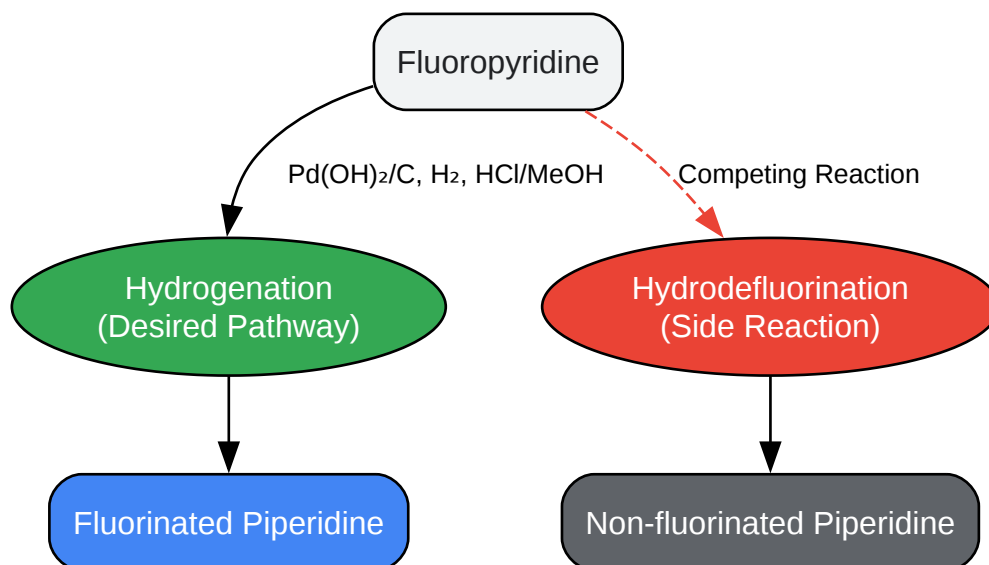 Fluoropyridine
Pd(OH)₂/C, H₂, HCl/MeOH
Competing Reaction
Hydrogenation
(Desired Pathway)
Hydrodefluorination
(Side Reaction)
Fluorinated Piperidine
Non-fluorinated Piperidine